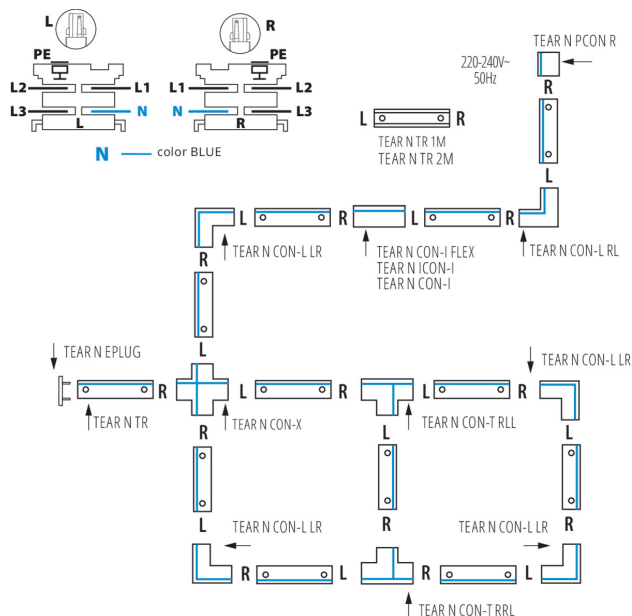 L
R
PE
PE
L2
L1
L1
L2
L3
N
N
L3
L
R
N
color BLUE
TEAR N PCON R
220-240V~
50Hz
R
L
R
TEAR N TR 1M
TEAR N TR 2M
L
L
R
L
R
R
TEAR N CON-L LR
TEAR N CON-I FLEX
TEAR N ICON-I
TEAR N CON-I
TEAR N CON-L RL
L
TEAR N EPLUG
TEAR N CON-L LR
R
L
R
L
R
TEAR N TR
TEAR N CON-X
TEAR N CON-T RLL
R
L
L
L
R
R
TEAR N CON-L LR
TEAR N CON-L LR
R
L
R
L
TEAR N CON-T RRL